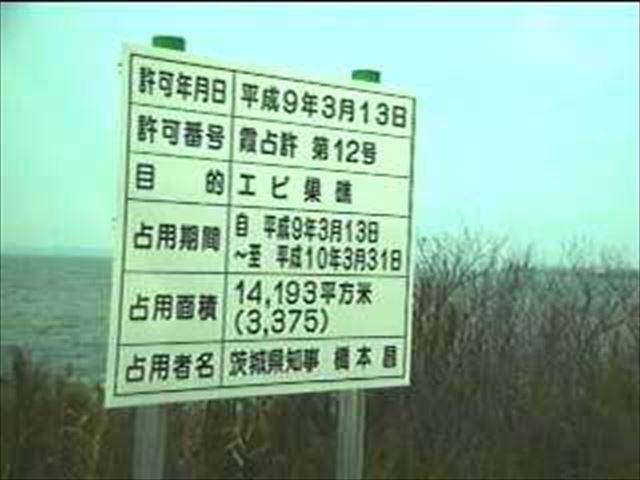 許可年月日 平成9年3月13日
許可番号 霞占許 第12号
目 的 エビ巣礁
占用期間 自 平成9年3月13日
~至 平成10年3月31日
占用面積 14,193平方米
(3,375)
占用者名 茨城県知事 橋本昌